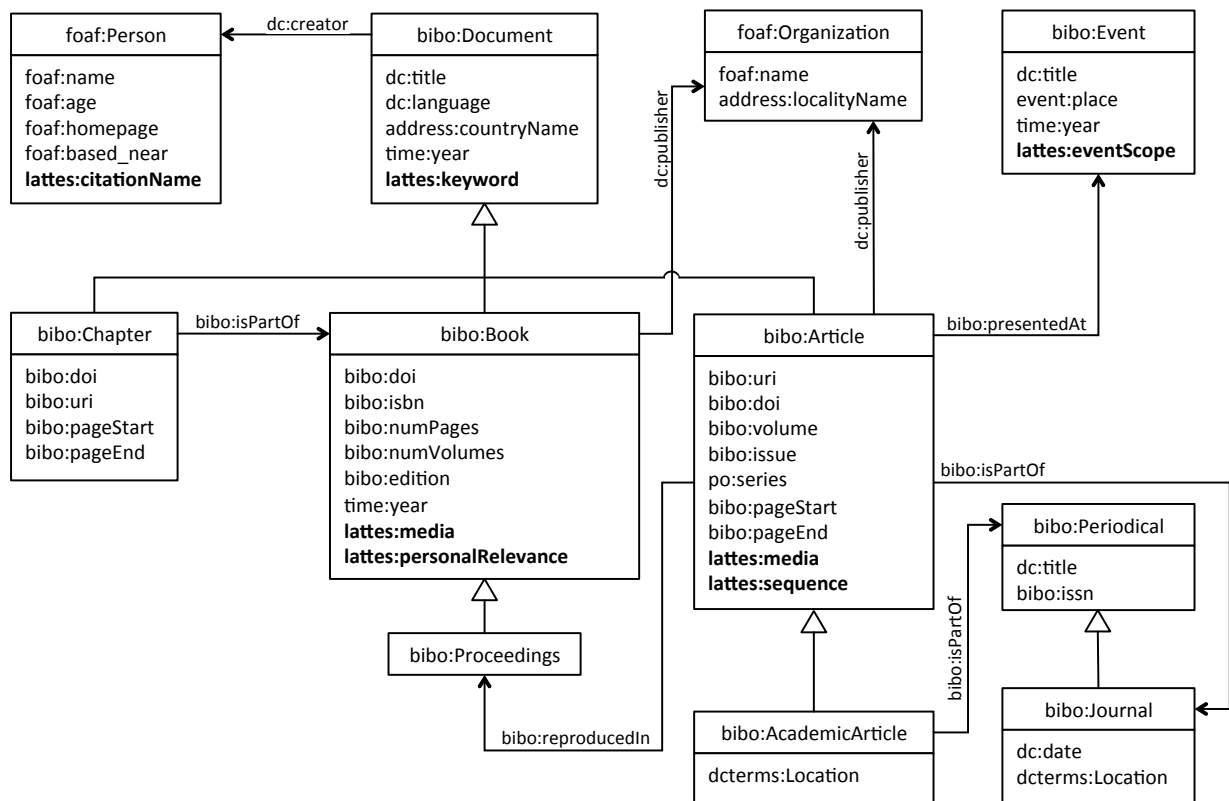 foaf:Person
foaf:name
foaf:age
foaf:homepage
foaf:based_near
lattes:citationName
dc:creator
bibo:Document
dc:title
dc:language
address:countryName
time:year
lattes:keyword
foaf:Organization
foaf:name
address:localityName
bibo:Event
dc:title
event:place
time:year
lattes:eventScope
dc:publisher
dc:publisher
bibo:Chapter
bibo:doi
bibo:uri
bibo:pageStart
bibo:pageEnd
bibo:isPartOf
bibo:Book
bibo:doi
bibo:isbn
bibo:numPages
bibo:numVolumes
bibo:edition
time:year
lattes:media
lattes:personalRelevance
bibo:Article
bibo:uri
bibo:doi
bibo:volume
bibo:issue
po:series
bibo:pageStart
bibo:pageEnd
lattes:media
lattes:sequence
bibo:presentedAt
bibo:isPartOf
bibo:Periodical
dc:title
bibo:issn
bibo:isPartOf
bibo:Proceedings
bibo:reproducedIn
bibo:AcademicArticle
dcterms:Location
bibo:Journal
dc:date
dcterms:Location